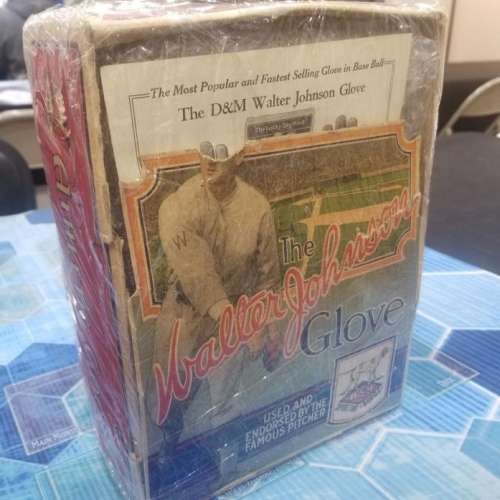 The Most Popular and Fastest Selling Glove in Base Ball
The D&M Walter Johnson Glove
W
The
Walter Johnson
Glove
USED AND
ENDORSED BY THE
FAMOUS PITCHER